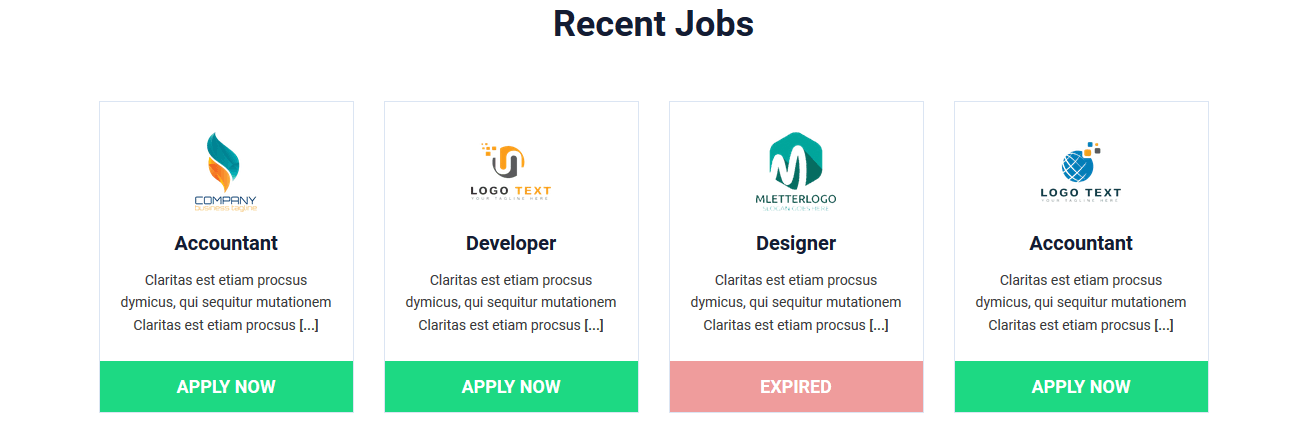 Recent Jobs
COMPANY
business tagline
Accountant
Claritas est etiam procsus
dymicus, qui sequitur mutationem
Claritas est etiam procsus [...]
APPLY NOW
LOGO TEXT
YOUR TAGLINE HERE
Developer
Claritas est etiam procsus
dymicus, qui sequitur mutationem
Claritas est etiam procsus [...]
APPLY NOW
MLETTERLOGO
Designer
Claritas est etiam procsus
dymicus, qui sequitur mutationem
Claritas est etiam procsus [...]
EXPIRED
LOGO TEXT
YOUR TAGLINE HERE
Accountant
Claritas est etiam procsus
dymicus, qui sequitur mutationem
Claritas est etiam procsus [...]
APPLY NOW